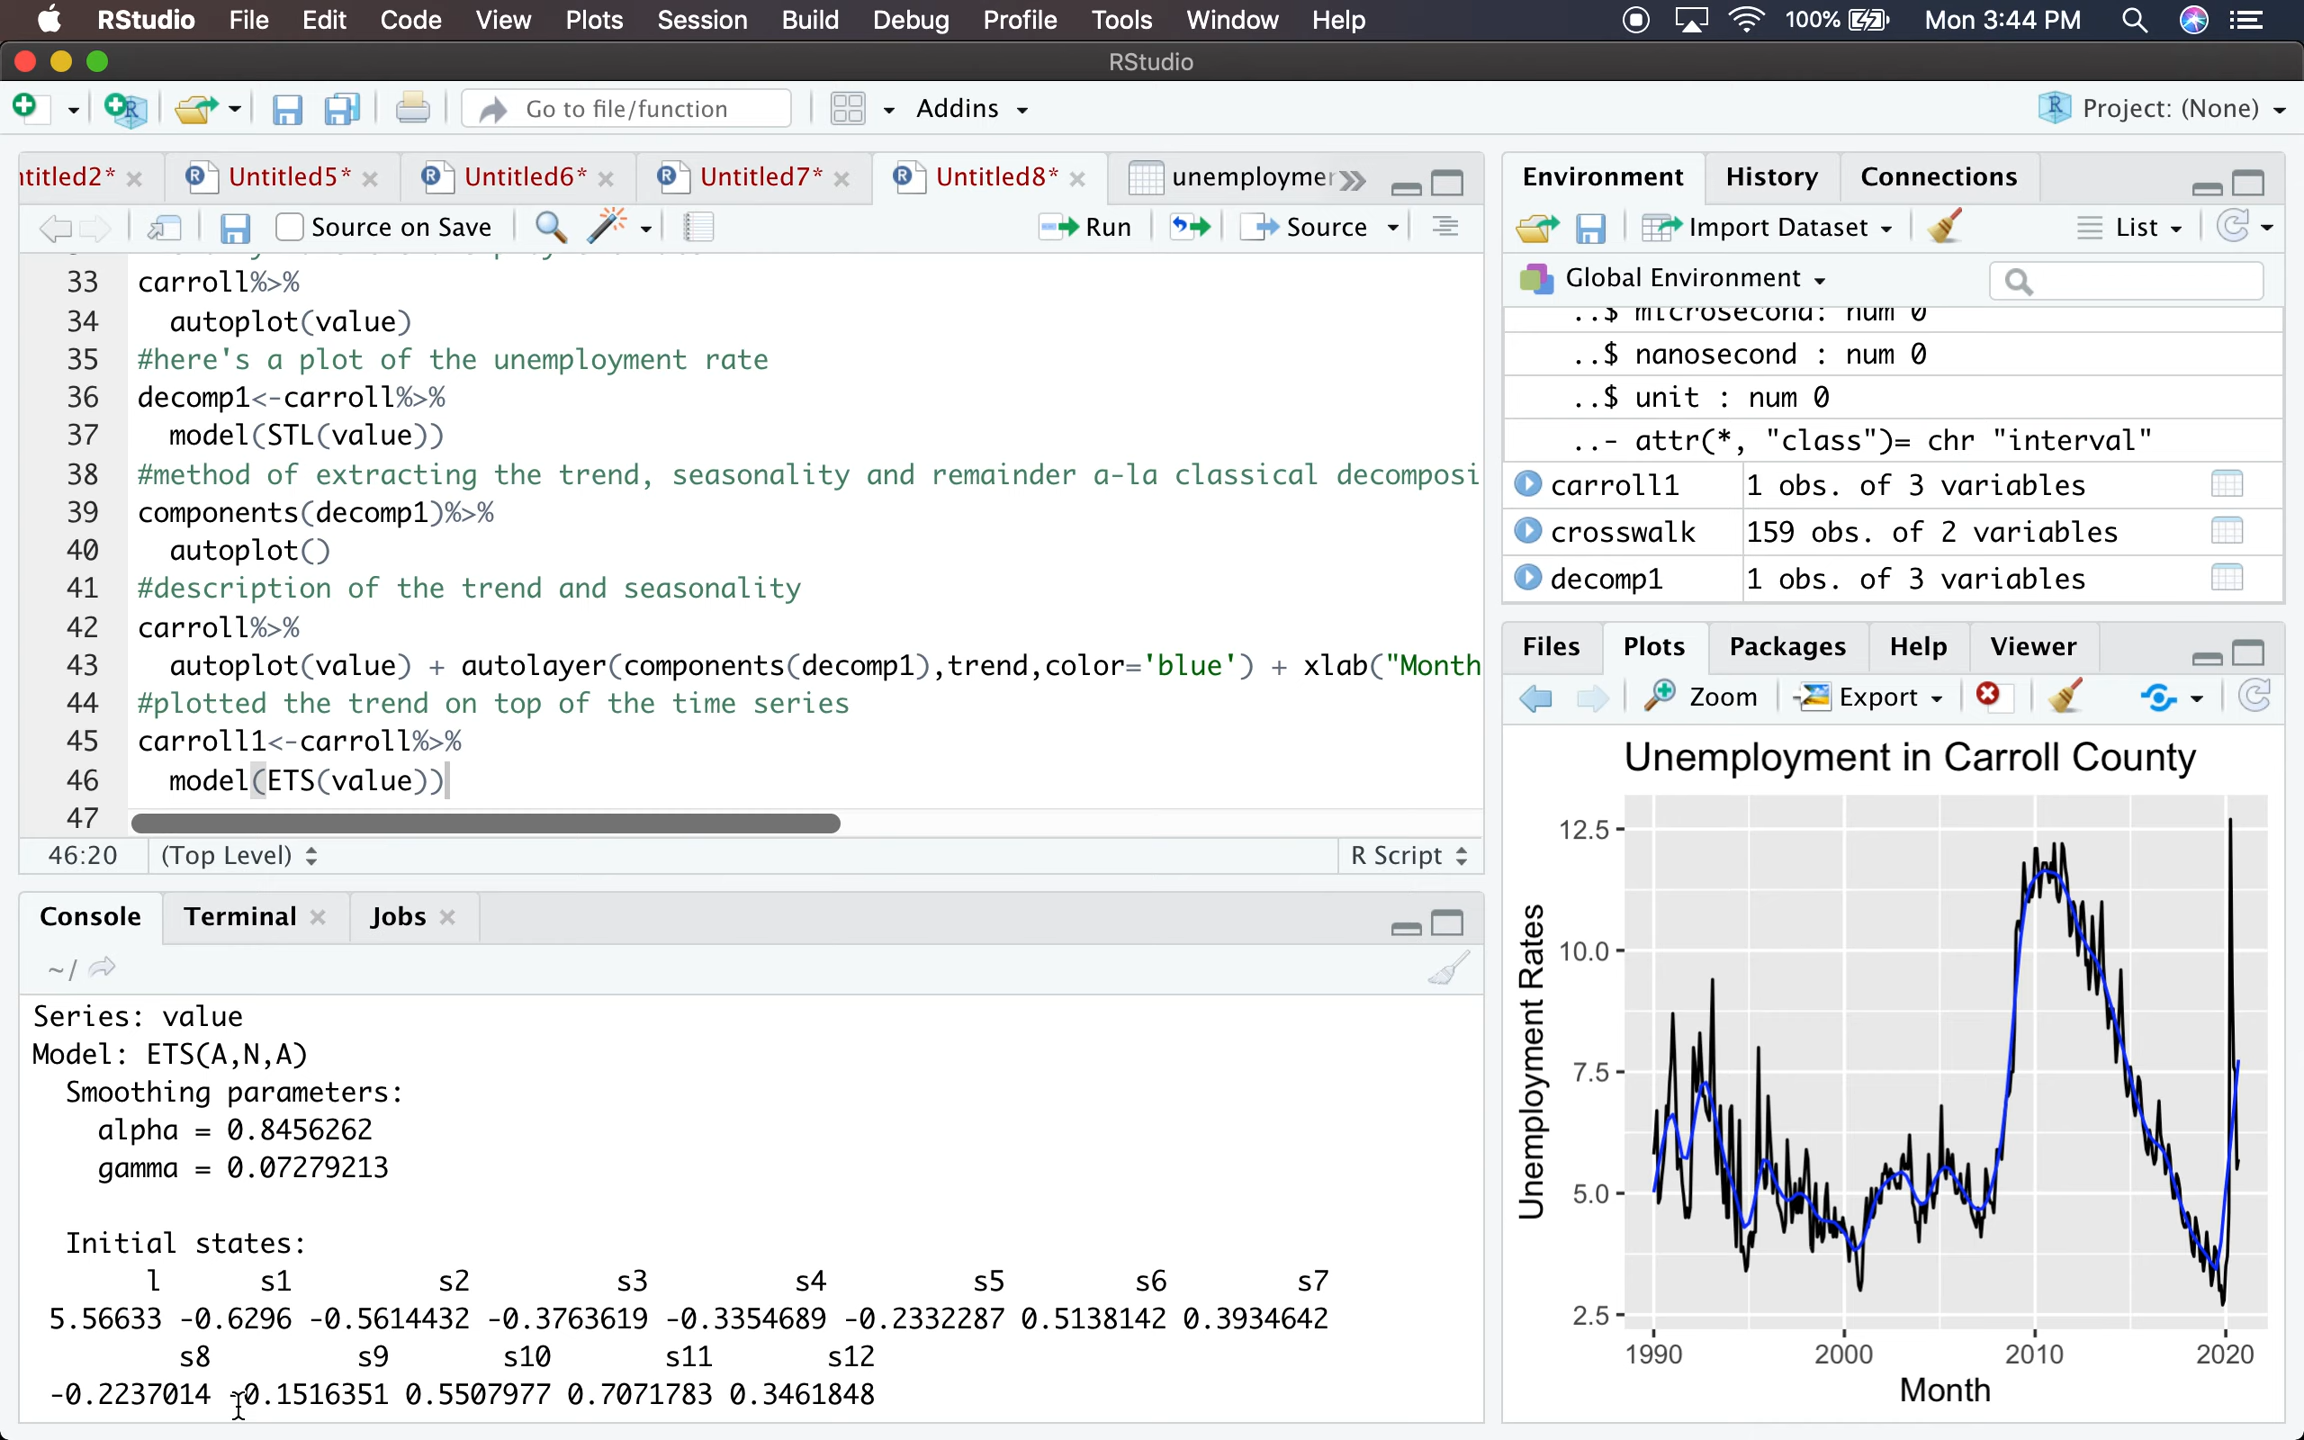 RStudio File Edit Code View Plots Session Build Debug Profile Tools Window Help 100% Mon 3:44 PM
RStudio
Go to file/function Addins Project: (None)
ntitled2* Untitled5* Untitled6* Untitled7* Untitled8* unemploymer
Source on Save Run Source
33 carroll%>%
34 autoplot(value)
35 #here's a plot of the unemployment rate
36 decomp1<-carroll%>%
37 model(STL(value))
38 #method of extracting the trend, seasonality and remainder a-la classical decomposi
39 components(decomp1)%>%
40 autoplot()
41 #description of the trend and seasonality
42 carroll%>%
43 autoplot(value) + autolayer(components(decomp1),trend,color='blue') + xlab("Month
44 #plotted the trend on top of the time series
45 carroll1<-carroll%>%
46 model(ETS(value))
47
46:20 (Top Level) R Script
Console Terminal Jobs
~/
Series: value
Model: ETS(A,N,A)
Smoothing parameters:
alpha = 0.8456262
gamma = 0.07279213
Initial states:
l s1 s2 s3 s4 s5 s6 s7
5.56633 -0.6296 -0.5614432 -0.3763619 -0.3354689 -0.2332287 0.5138142 0.3934642
s8 s9 s10 s11 s12
-0.2237014 -0.1516351 0.5507977 0.7071783 0.3461848
Environment History Connections
Import Dataset List
Global Environment
..$ microsecond: num 0
..$ nanosecond : num 0
..$ unit : num 0
..- attr(*, "class")= chr "interval"
carroll1 1 obs. of 3 variables
crosswalk 159 obs. of 2 variables
decomp1 1 obs. of 3 variables
Files Plots Packages Help Viewer
Zoom Export
Unemployment in Carroll County
12.5
10.0
7.5
5.0
2.5
Unemployment Rates
1990 2000 2010 2020
Month